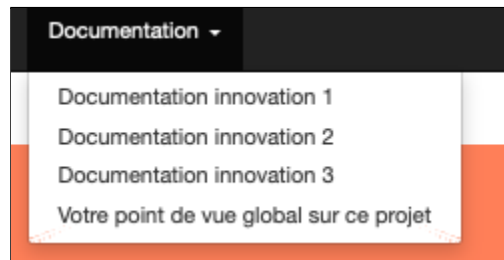 Documentation
Documentation innovation 1
Documentation innovation 2
Documentation innovation 3
Votre point de vue global sur ce projet